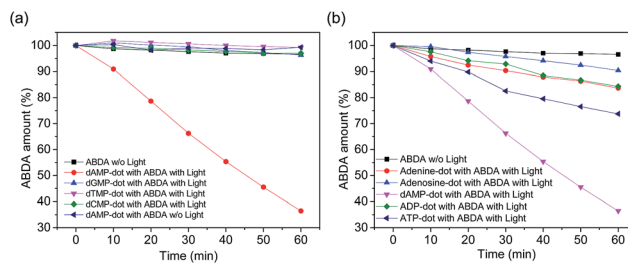 (a)
ABDA amount (%)
100
90
80
70
60
50
40
30
ABDA w/o Light
dAMP-dot with ABDA with Light
dGMP-dot with ABDA with Light
dTMP-dot with ABDA with Light
dCMP-dot with ABDA with Light
dAMP-dot with ABDA w/o Light
0 10 20 30 40 50 60
Time (min)
(b)
ABDA amount (%)
100
90
80
70
60
50
40
30
ABDA w/o Light
Adenine-dot with ABDA with Light
Adenosine-dot with ABDA with Light
dAMP-dot with ABDA with Light
ADP-dot with ABDA with Light
ATP-dot with ABDA with Light
0 10 20 30 40 50 60
Time (min)